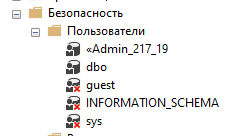 Безопасность
Пользователи
«Admin_217_19
dbo
guest
INFORMATION_SCHEMA
sys